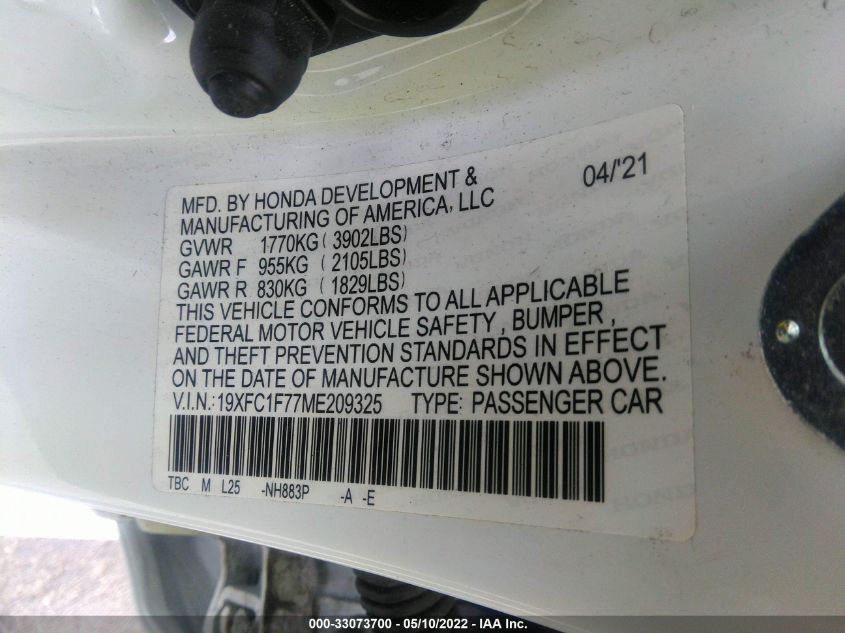 MFD. BY HONDA DEVELOPMENT & 04/'21
MANUFACTURING OF AMERICA, LLC
GVWR 1770KG ( 3902LBS)
GAWR F 955KG ( 2105LBS)
GAWR R 830KG ( 1829LBS)
THIS VEHICLE CONFORMS TO ALL APPLICABLE
FEDERAL MOTOR VEHICLE SAFETY , BUMPER ,
AND THEFT PREVENTION STANDARDS IN EFFECT
ON THE DATE OF MANUFACTURE SHOWN ABOVE.
V.I.N.: 19XFC1F77ME209325 TYPE: PASSENGER CAR
TBC M L25 -NH883P -A -E
000-33073700 - 05/10/2022 - IAA Inc.